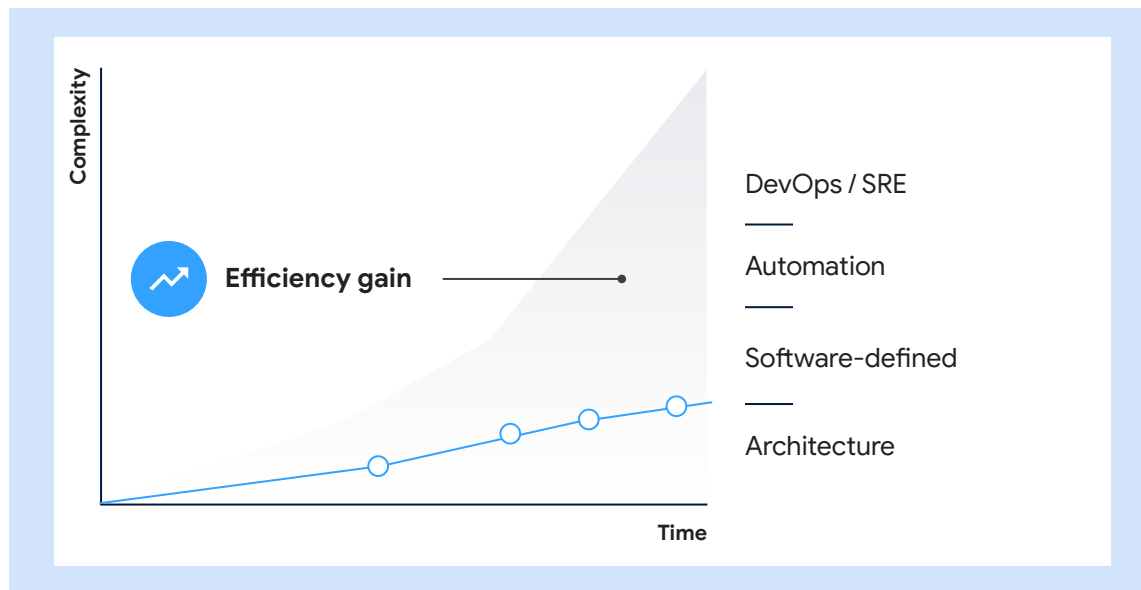 Complexity
Efficiency gain
DevOps / SRE
Automation
Software-defined
Architecture
Time